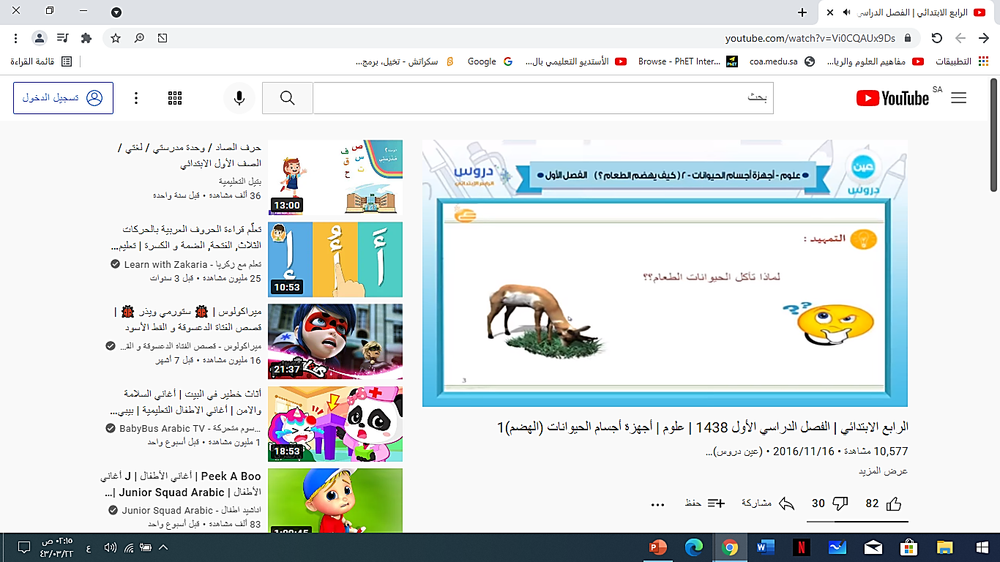 الرابع الابتدائي | الفصل الدراسي
youtube.com/watch?v=Vi0CQAUx9Ds
التطبيقات
مفاهيم العلوم والريا...
coa.medu.sa
Browse - PhET Inter...
الأستديو التعليمي بال...
Google
سكراتش - تخيل، برمج...
قائمة القراءة
YouTube SA
بحث
تسجيل الدخول
عين
دروس
علوم - أجهزة أجسام الحيوانات - ٢ ( كيف يهضم الطعام ؟ ) الفصل الأول
دروس
الرابع الابتدائي
التمهيد :
لماذا تأكل الحيوانات الطعام؟؟
??
3
الرابع الابتدائي | الفصل الدراسي الأول 1438 | علوم | أجهزة أجسام الحيوانات (الهضم)1
10,577 مشاهدة • 2016/11/16 • (عين دروس)...
عرض المزيد
82
30
مشاركة
حفظ
وحدة ٢
مدرستي
ص
ف
س
ق
ت
ح
13:00
حرف الصاد / وحدة مدرستي / لغتي /
الصف الأول الابتدائي
بتيل التعليمية
36 ألف مشاهدة • قبل سنة واحدة
أَ
أُ
إِ
10:53
تعلّم قراءة الحروف العربية بالحركات
الثلاث, الفتحة, الضمة و الكسرة | تعليم...
تعلم مع زكريا - Learn with Zakaria
25 مليون مشاهدة • قبل 3 سنوات
21:37
ميراكولوس | 🐞 ستورمي ويذر 🐞 |
قصص الفتاة الدعسوقة و القط الأسود
ميراكولوس - قصص الفتاة الدعسوقة و الق...
16 مليون مشاهدة • قبل 7 أشهر
18:53
أثاث خطير في البيت | أغاني السلامة
والامن | أغاني الاطفال التعليمية | بيبي...
BabyBus Arabic TV - رسوم متحركة...
1 مليون مشاهدة • قبل أسبوع واحد
Peek A Boo | أغاني الأطفال | J أغاني
الأطفال | Junior Squad Arabic |...
اناشيد اطفال - Junior Squad Arabic
83 ألف مشاهدة • قبل أسبوع واحد
ع
٠٢:١٥ ص
٤٣/٠٣/٢٢